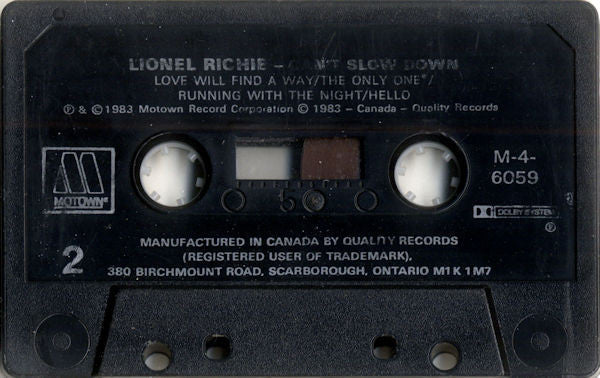 LIONEL RICHIE - CAN'T SLOW DOWN
LOVE WILL FIND A WAY/THE ONLY ONE*/
RUNNING WITH THE NIGHT/HELLO
℗ & © 1983 Motown Record Corporation © 1983 - Canada - Quality Records
M
MOTOWN®
M-4-
6059
DOLBY SYSTEM
℗
2
MANUFACTURED IN CANADA BY QUALITY RECORDS
(REGISTERED USER OF TRADEMARK),
380 BIRCHMOUNT ROAD, SCARBOROUGH, ONTARIO M1K 1M7